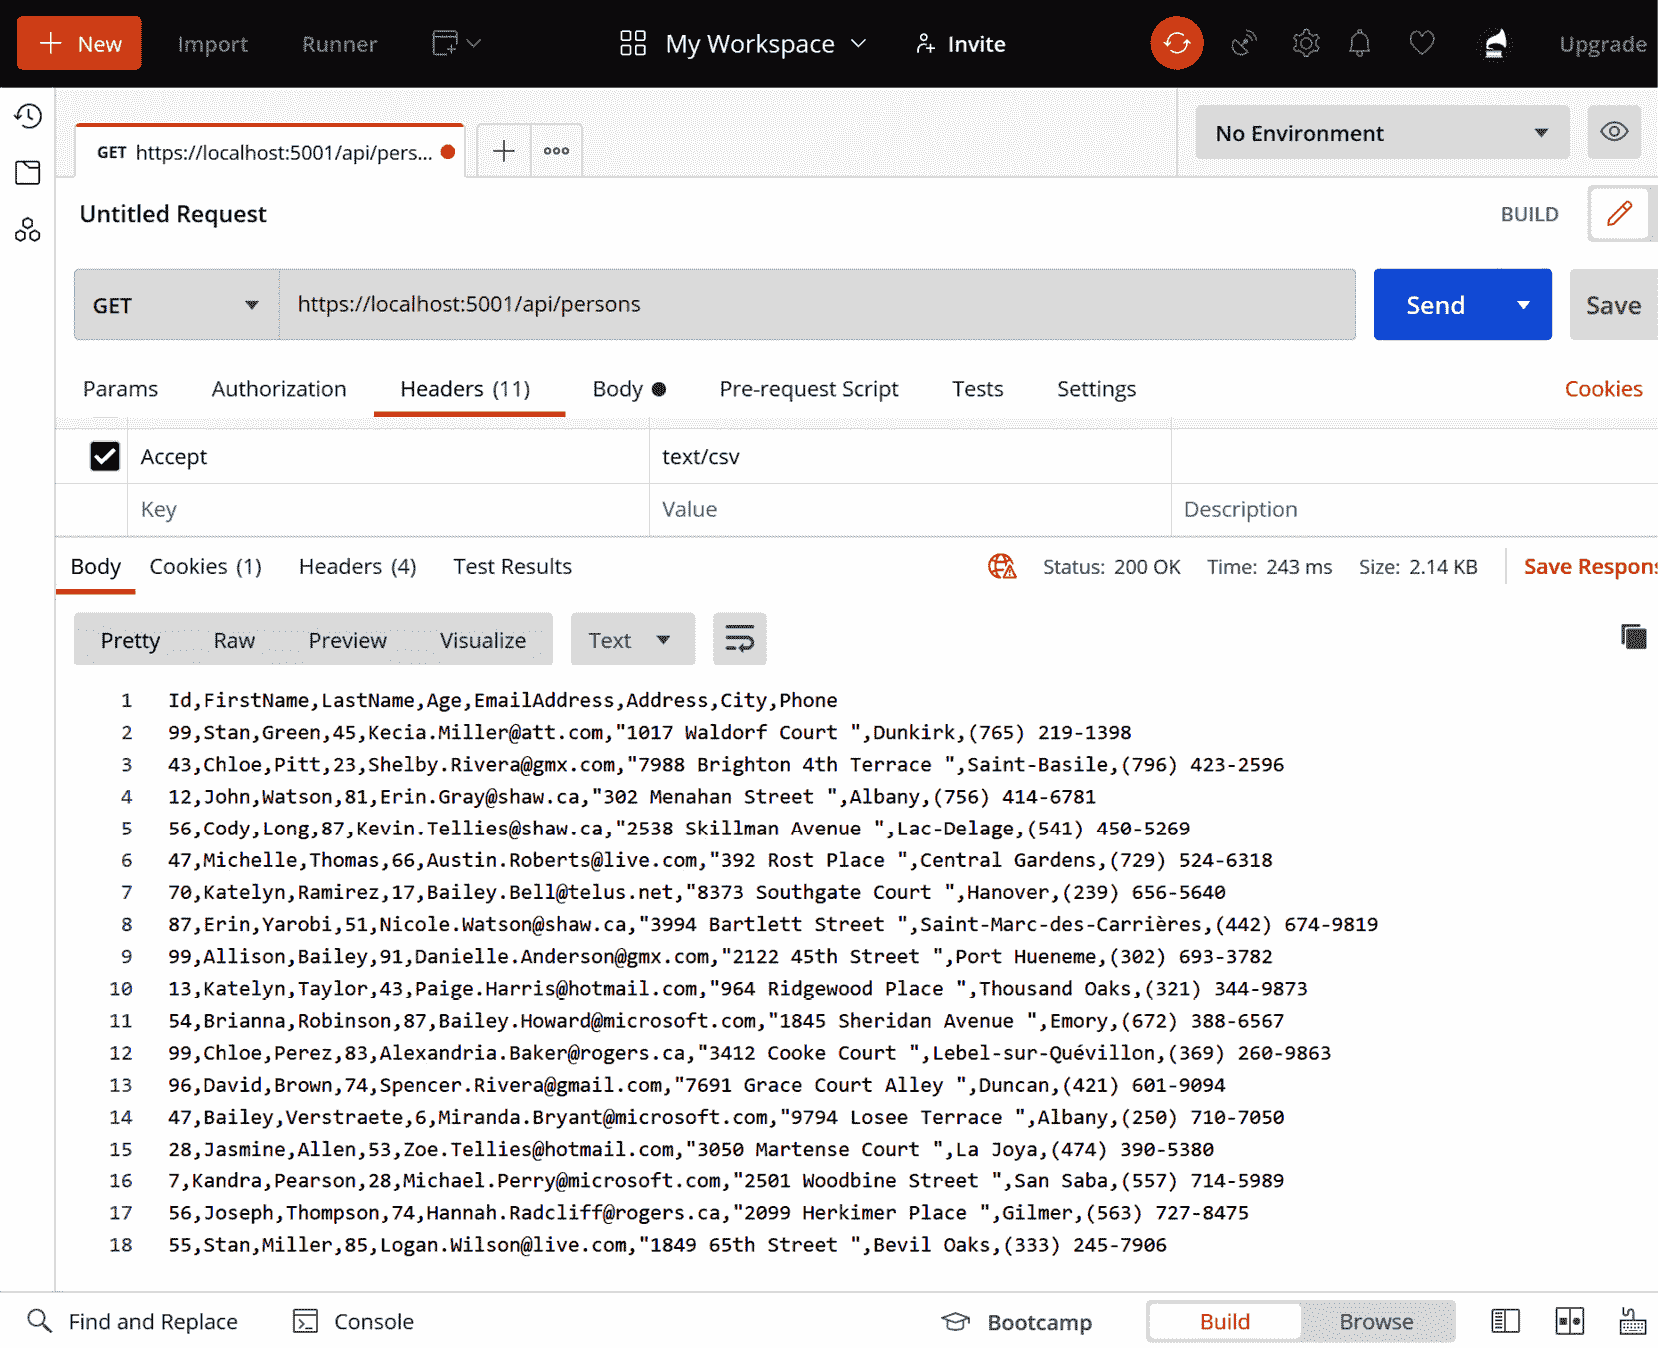 New Import Runner My Workspace Invite Upgrade
GET https://localhost:5001/api/pers... No Environment
Untitled Request BUILD
GET https://localhost:5001/api/persons Send Save
Params Authorization Headers (11) Body Pre-request Script Tests Settings Cookies
Accept text/csv
Key Value Description
Body Cookies (1) Headers (4) Test Results Status: 200 OK Time: 243 ms Size: 2.14 KB Save Respons
Pretty Raw Preview Visualize Text
1 Id,FirstName,LastName,Age,EmailAddress,Address,City,Phone
2 99,Stan,Green,45,Kecia.Miller@att.com,"1017 Waldorf Court ",Dunkirk,(765) 219-1398
3 43,Chloe,Pitt,23,Shelby.Rivera@gmx.com,"7988 Brighton 4th Terrace ",Saint-Basile,(796) 423-2596
4 12,John,Watson,81,Erin.Gray@shaw.ca,"302 Menahan Street ",Albany,(756) 414-6781
5 56,Cody,Long,87,Kevin.Tellies@shaw.ca,"2538 Skillman Avenue ",Lac-Delage,(541) 450-5269
6 47,Michelle,Thomas,66,Austin.Roberts@live.com,"392 Rost Place ",Central Gardens,(729) 524-6318
7 70,Katelyn,Ramirez,17,Bailey.Bell@telus.net,"8373 Southgate Court ",Hanover,(239) 656-5640
8 87,Erin,Yarobi,51,Nicole.Watson@shaw.ca,"3994 Bartlett Street ",Saint-Marc-des-Carrières,(442) 674-9819
9 99,Allison,Bailey,91,Danielle.Anderson@gmx.com,"2122 45th Street ",Port Hueneme,(302) 693-3782
10 13,Katelyn,Taylor,43,Paige.Harris@hotmail.com,"964 Ridgewood Place ",Thousand Oaks,(321) 344-9873
11 54,Brianna,Robinson,87,Bailey.Howard@microsoft.com,"1845 Sheridan Avenue ",Emory,(672) 388-6567
12 99,Chloe,Perez,83,Alexandria.Baker@rogers.ca,"3412 Cooke Court ",Lebel-sur-Quévillon,(369) 260-9863
13 96,David,Brown,74,Spencer.Rivera@gmail.com,"7691 Grace Court Alley ",Duncan,(421) 601-9094
14 47,Bailey,Verstraete,6,Miranda.Bryant@microsoft.com,"9794 Losee Terrace ",Albany,(250) 710-7050
15 28,Jasmine,Allen,53,Zoe.Tellies@hotmail.com,"3050 Martense Court ",La Joya,(474) 390-5380
16 7,Kandra,Pearson,28,Michael.Perry@microsoft.com,"2501 Woodbine Street ",San Saba,(557) 714-5989
17 56,Joseph,Thompson,74,Hannah.Radcliff@rogers.ca,"2099 Herkimer Place ",Gilmer,(563) 727-8475
18 55,Stan,Miller,85,Logan.Wilson@live.com,"1849 65th Street ",Bevil Oaks,(333) 245-7906
Find and Replace Console Bootcamp Build Browse